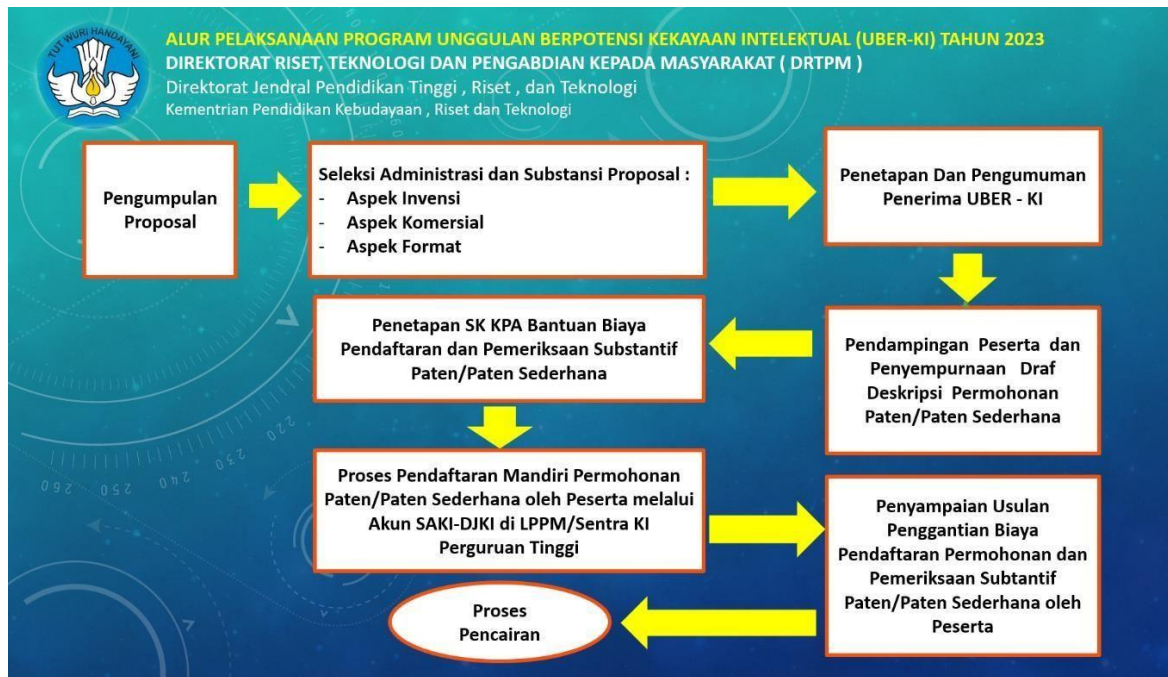 TUT WURI HANDAYANI
ALUR PELAKSANAAN PROGRAM UNGGULAN BERPOTENSI KEKAYAAN INTELEKTUAL (UBER-KI) TAHUN 2023
DIREKTORAT RISET, TEKNOLOGI DAN PENGABDIAN KEPADA MASYARAKAT ( DRTPM )
Direktorat Jendral Pendidikan Tinggi , Riset , dan Teknologi
Kementrian Pendidikan Kebudayaan , Riset dan Teknologi
Pengumpulan
Proposal
Seleksi Administrasi dan Substansi Proposal :
- Aspek Invensi
- Aspek Komersial
- Aspek Format
Penetapan Dan Pengumuman
Penerima UBER - KI
Pendampingan Peserta dan
Penyempurnaan Draf
Deskripsi Permohonan
Paten/Paten Sederhana
Penetapan SK KPA Bantuan Biaya
Pendaftaran dan Pemeriksaan Substantif
Paten/Paten Sederhana
Proses Pendaftaran Mandiri Permohonan
Paten/Paten Sederhana oleh Peserta melalui
Akun SAKI-DJKI di LPPM/Sentra KI
Perguruan Tinggi
Penyampaian Usulan
Penggantian Biaya
Pendaftaran Permohonan dan
Pemeriksaan Subtantif
Paten/Paten Sederhana oleh
Peserta
Proses
Pencairan